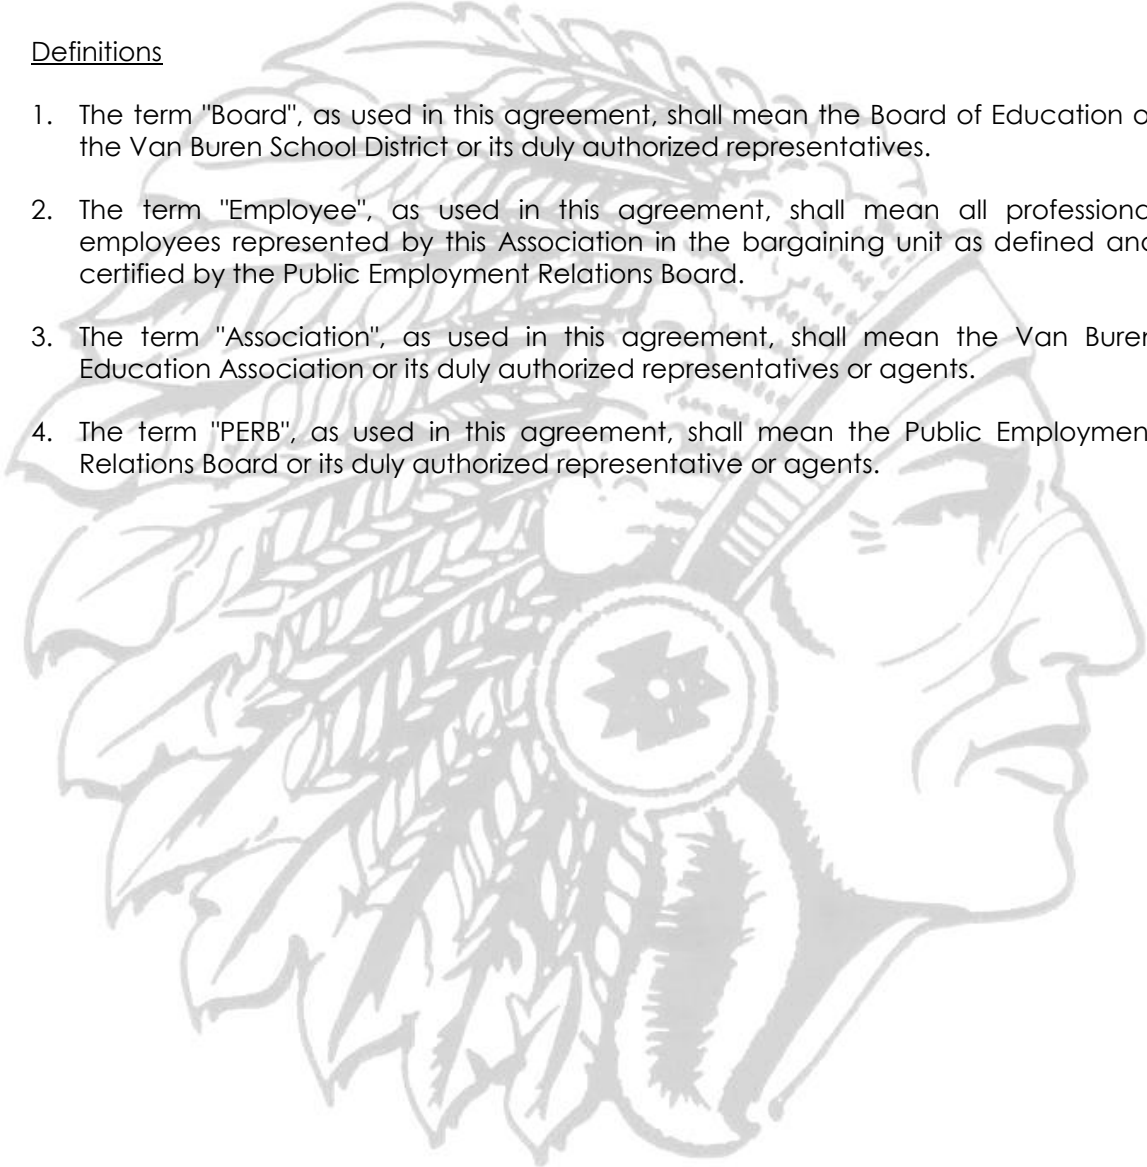 Definitions
1. The term "Board", as used in this agreement, shall mean the Board of Education o
the Van Buren School District or its duly authorized representatives.
2. The term "Employee", as used in this agreement, shall mean all professiona
employees represented by this Association in the bargaining unit as defined and
certified by the Public Employment Relations Board.
3. The term "Association", as used in this agreement, shall mean the Van Buren
Education Association or its duly authorized representatives or agents.
4. The term "PERB", as used in this agreement, shall mean the Public Employmen
Relations Board or its duly authorized representative or agents.